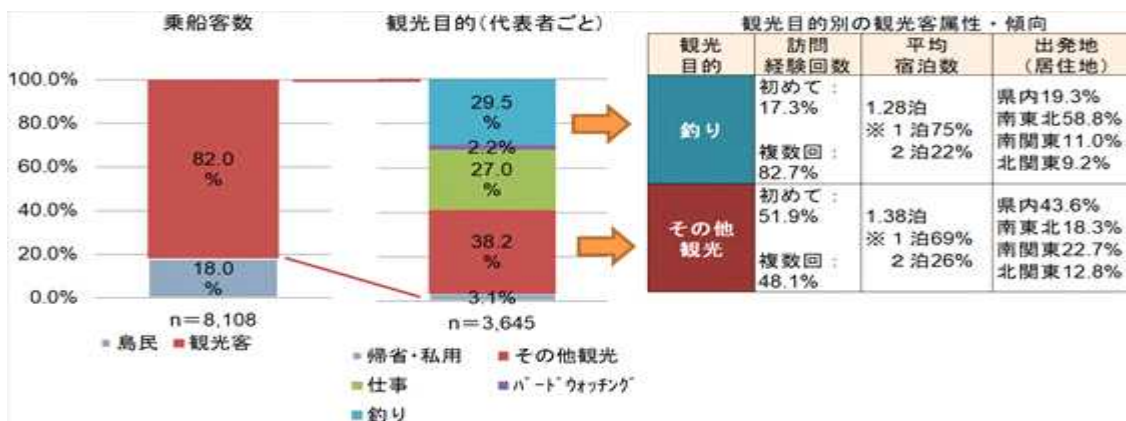 乗船客数
観光目的(代表者ごと)
観光目的別の観光客属性・傾向
100.0%
80.0%
60.0%
40.0%
20.0%
0.0%
82.0
%
18.0
%
n=8,108
■島民 ■観光客
29.5
%
2.2%
27.0
%
38.2
%
3.1%
n=3,645
■帰省・私用 ■その他観光
■仕事 ■バードウォッチング
■釣り
観光
目的
訪問
経験回数
平均
宿泊数
出発地
(居住地)
釣り
初めて:
17.3%
複数回:
82.7%
1.28泊
※1泊75%
2泊22%
県内19.3%
南東北58.8%
南関東11.0%
北関東9.2%
その他
観光
初めて:
51.9%
複数回:
48.1%
1.38泊
※1泊69%
2泊26%
県内43.6%
南東北18.3%
南関東22.7%
北関東12.8%